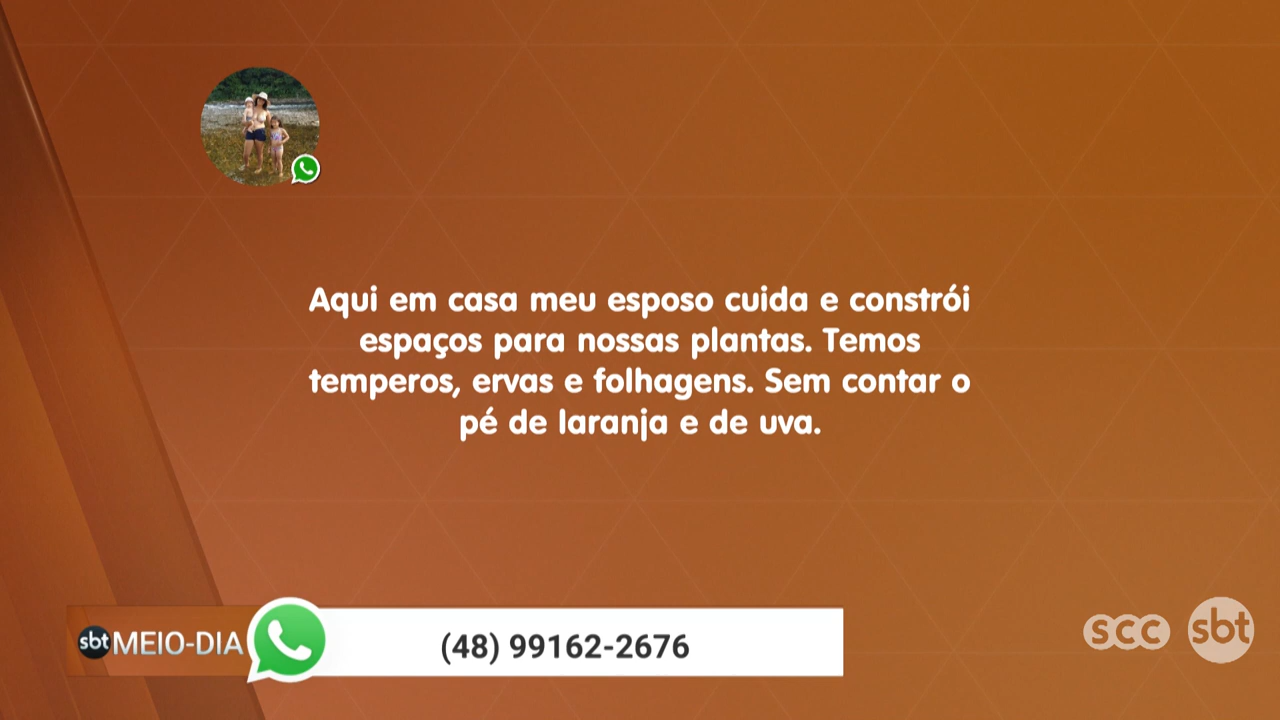 Aqui em casa meu esposo cuida e constrói
espaços para nossas plantas. Temos
temperos, ervas e folhagens. Sem contar o
pé de laranja e de uva.
sbt MEIO-DIA
(48) 99162-2676
scc sbt